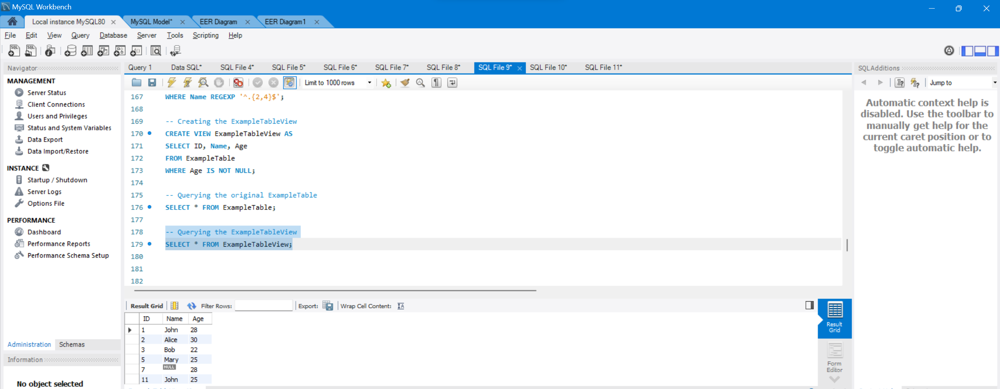 MySQL Workbench
Local instance MySQL80
MySQL Model*
EER Diagram
EER Diagram1
File Edit View Query Database Server Tools Scripting Help
Navigator
MANAGEMENT
Server Status
Client Connections
Users and Privileges
Status and System Variables
Data Export
Data Import/Restore
INSTANCE
Startup / Shutdown
Server Logs
Options File
PERFORMANCE
Dashboard
Performance Reports
Performance Schema Setup
Administration Schemas
Information
No object selected
Query 1 Data SQL* SQL File 4* SQL File 5* SQL File 6* SQL File 7* SQL File 8* SQL File 9* SQL File 10* SQL File 11*
Limit to 1000 rows
167 WHERE Name REGEXP '^.{2,4}$';
168
169 -- Creating the ExampleTableView
170 CREATE VIEW ExampleTableView AS
171 SELECT ID, Name, Age
172 FROM ExampleTable
173 WHERE Age IS NOT NULL;
174
175 -- Querying the original ExampleTable
176 SELECT * FROM ExampleTable;
177
178 -- Querying the ExampleTableView
179 SELECT * FROM ExampleTableView;
180
181
182
Result Grid Filter Rows: Export: Wrap Cell Content:
ID Name Age
1 John 28
2 Alice 30
3 Bob 22
5 Mary 25
7 NULL 28
11 John 25
Result
Grid
Form
Editor
SQLAdditions
Jump to
Automatic context help is
disabled. Use the toolbar to
manually get help for the
current caret position or to
toggle automatic help.